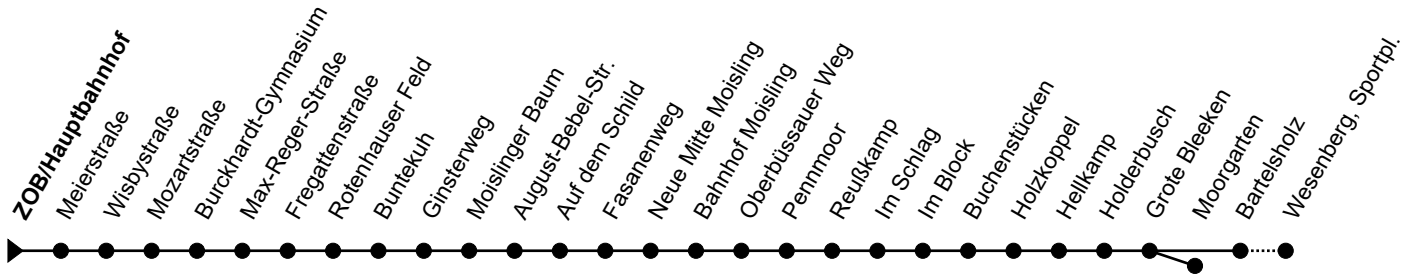 ZOB/Hauptbahnhof
Meierstraße
Wisbystraße
Mozartstraße
Burckhardt-Gymnasium
Max-Reger-Straße
Fregattenstraße
Rotenhauser Feld
Buntekuh
Ginsterweg
Moislinger Baum
August-Bebel-Str.
Auf dem Schild
Fasanenweg
Neue Mitte Moisling
Bahnhof Moisling
Oberbüssauer Weg
Pennmoor
Reußkamp
Im Schlag
Im Block
Buchenstücken
Holzkoppel
Hellkamp
Holderbusch
Grote Bleeken
Moorgarten
Bartelsholz
Wesenberg, Sportpl.